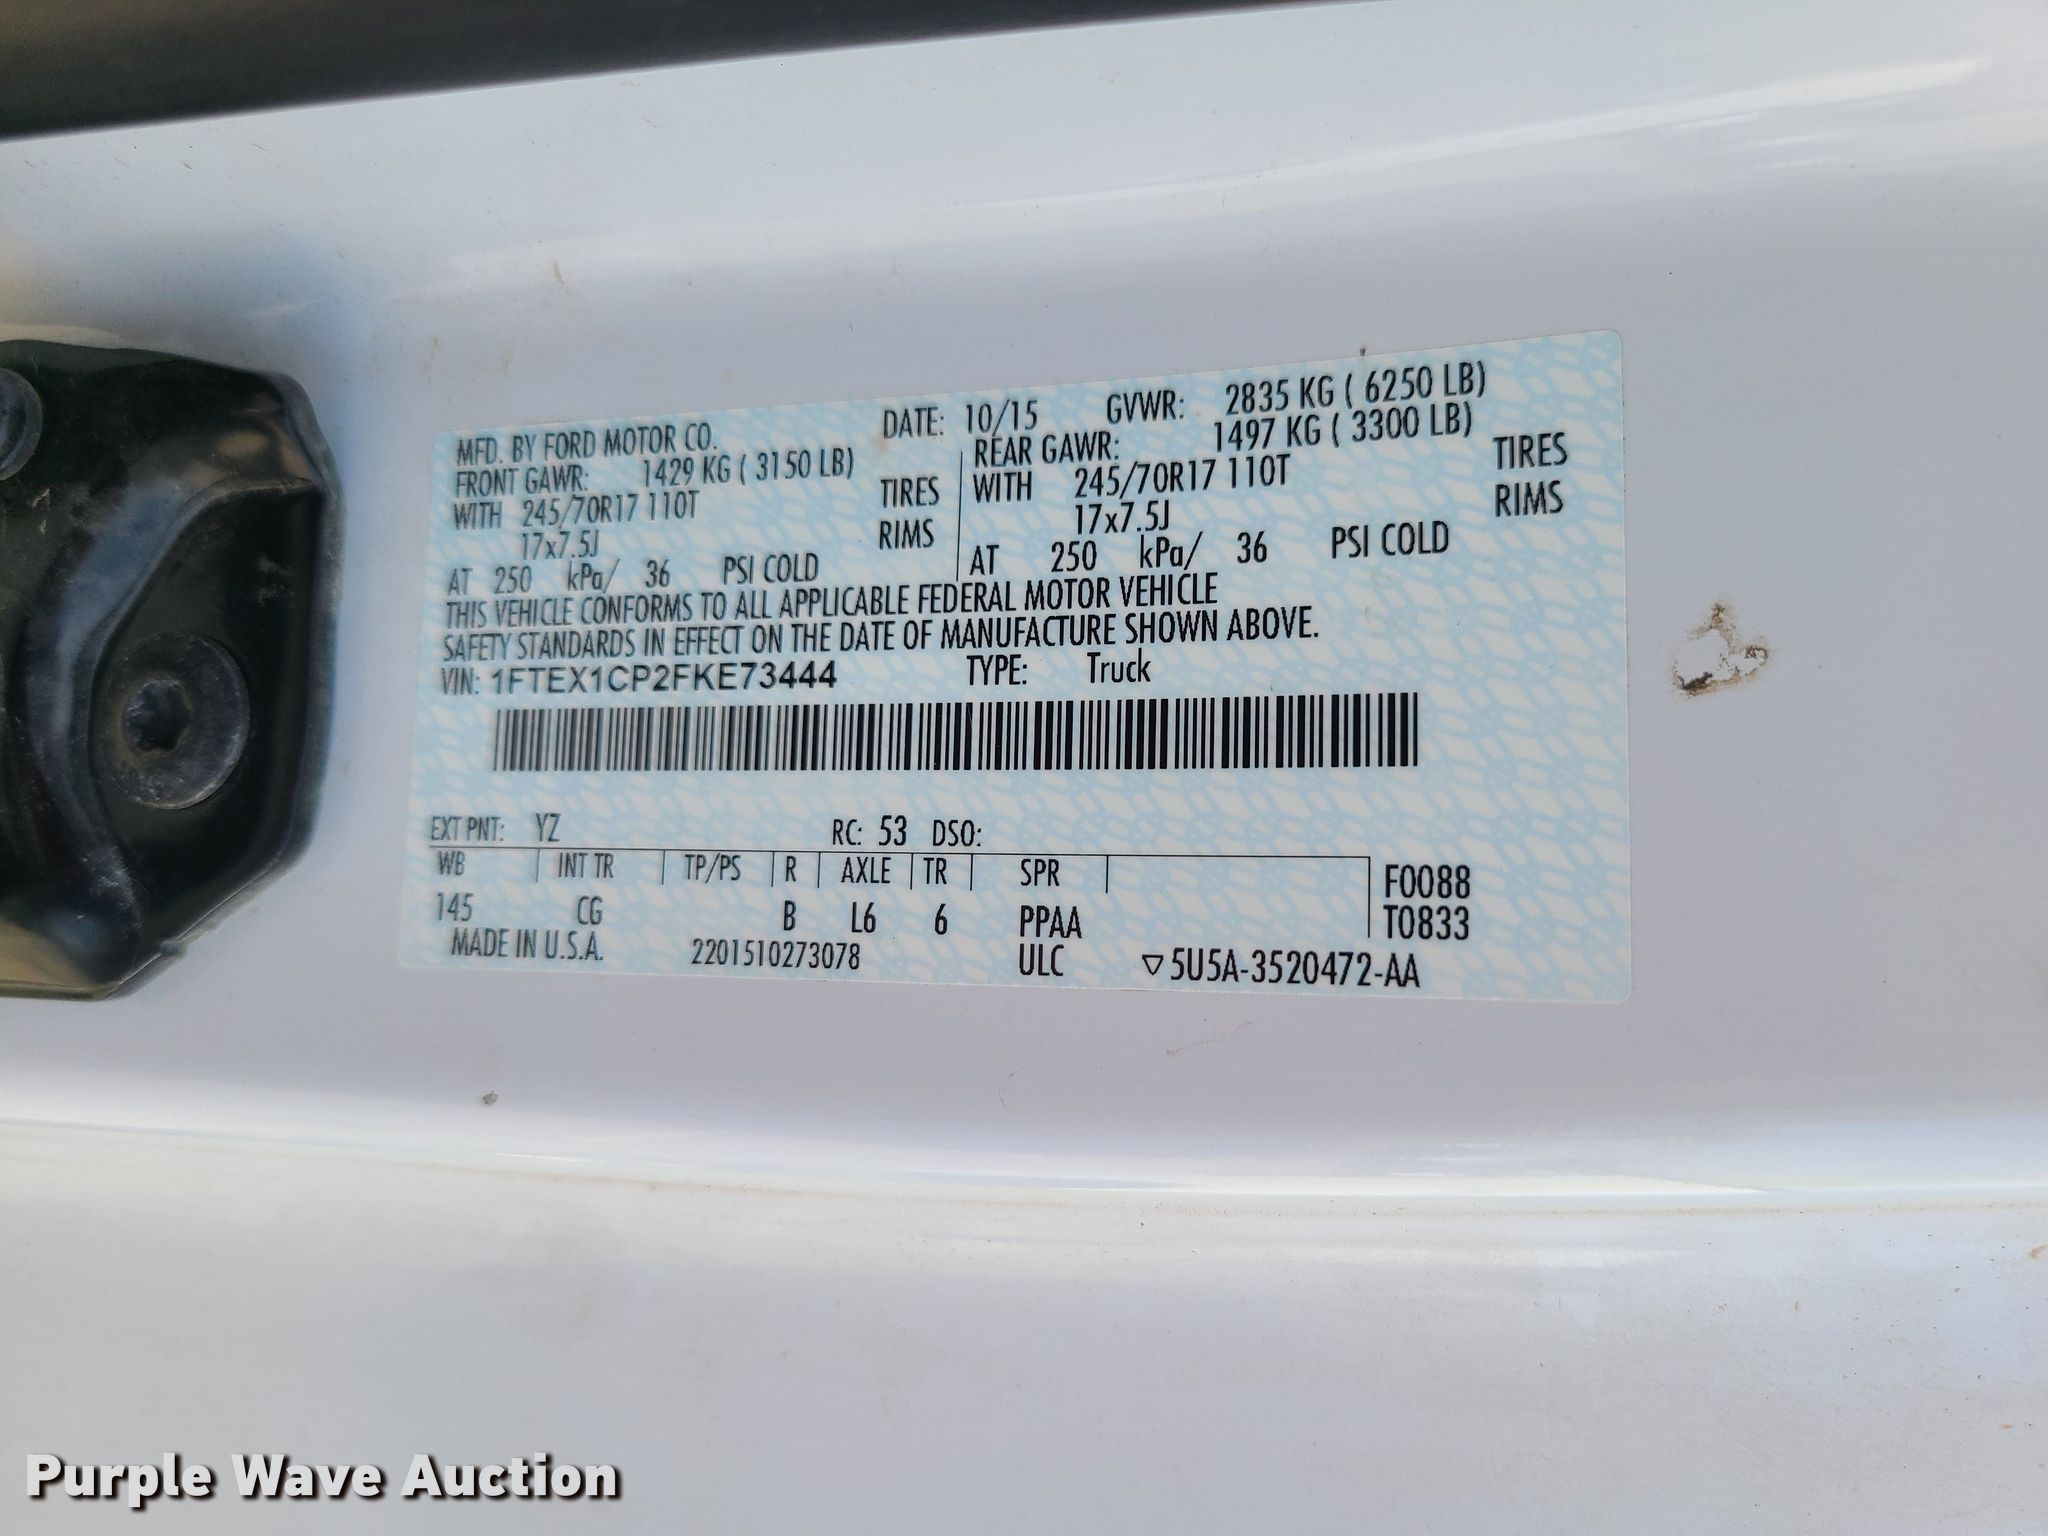 MFD. BY FORD MOTOR CO. DATE: 10/15 GVWR: 2835 KG ( 6250 LB)
FRONT GAWR: 1429 KG ( 3150 LB) REAR GAWR: 1497 KG ( 3300 LB)
WITH 245/70R17 110T TIRES WITH 245/70R17 110T TIRES
17x7.5J RIMS 17x7.5J RIMS
AT 250 kPa/ 36 PSI COLD AT 250 kPa/ 36 PSI COLD
THIS VEHICLE CONFORMS TO ALL APPLICABLE FEDERAL MOTOR VEHICLE
SAFETY STANDARDS IN EFFECT ON THE DATE OF MANUFACTURE SHOWN ABOVE.
VIN: 1FTEX1CP2FKE73444 TYPE: Truck
EXT PNT: YZ RC: 53 DSO:
WB INT TR TP/PS R AXLE TR SPR F0088
145 CG B L6 6 PPAA T0833
MADE IN U.S.A. 2201510273078 ULC ▽5U5A-3520472-AA
Purple Wave Auction